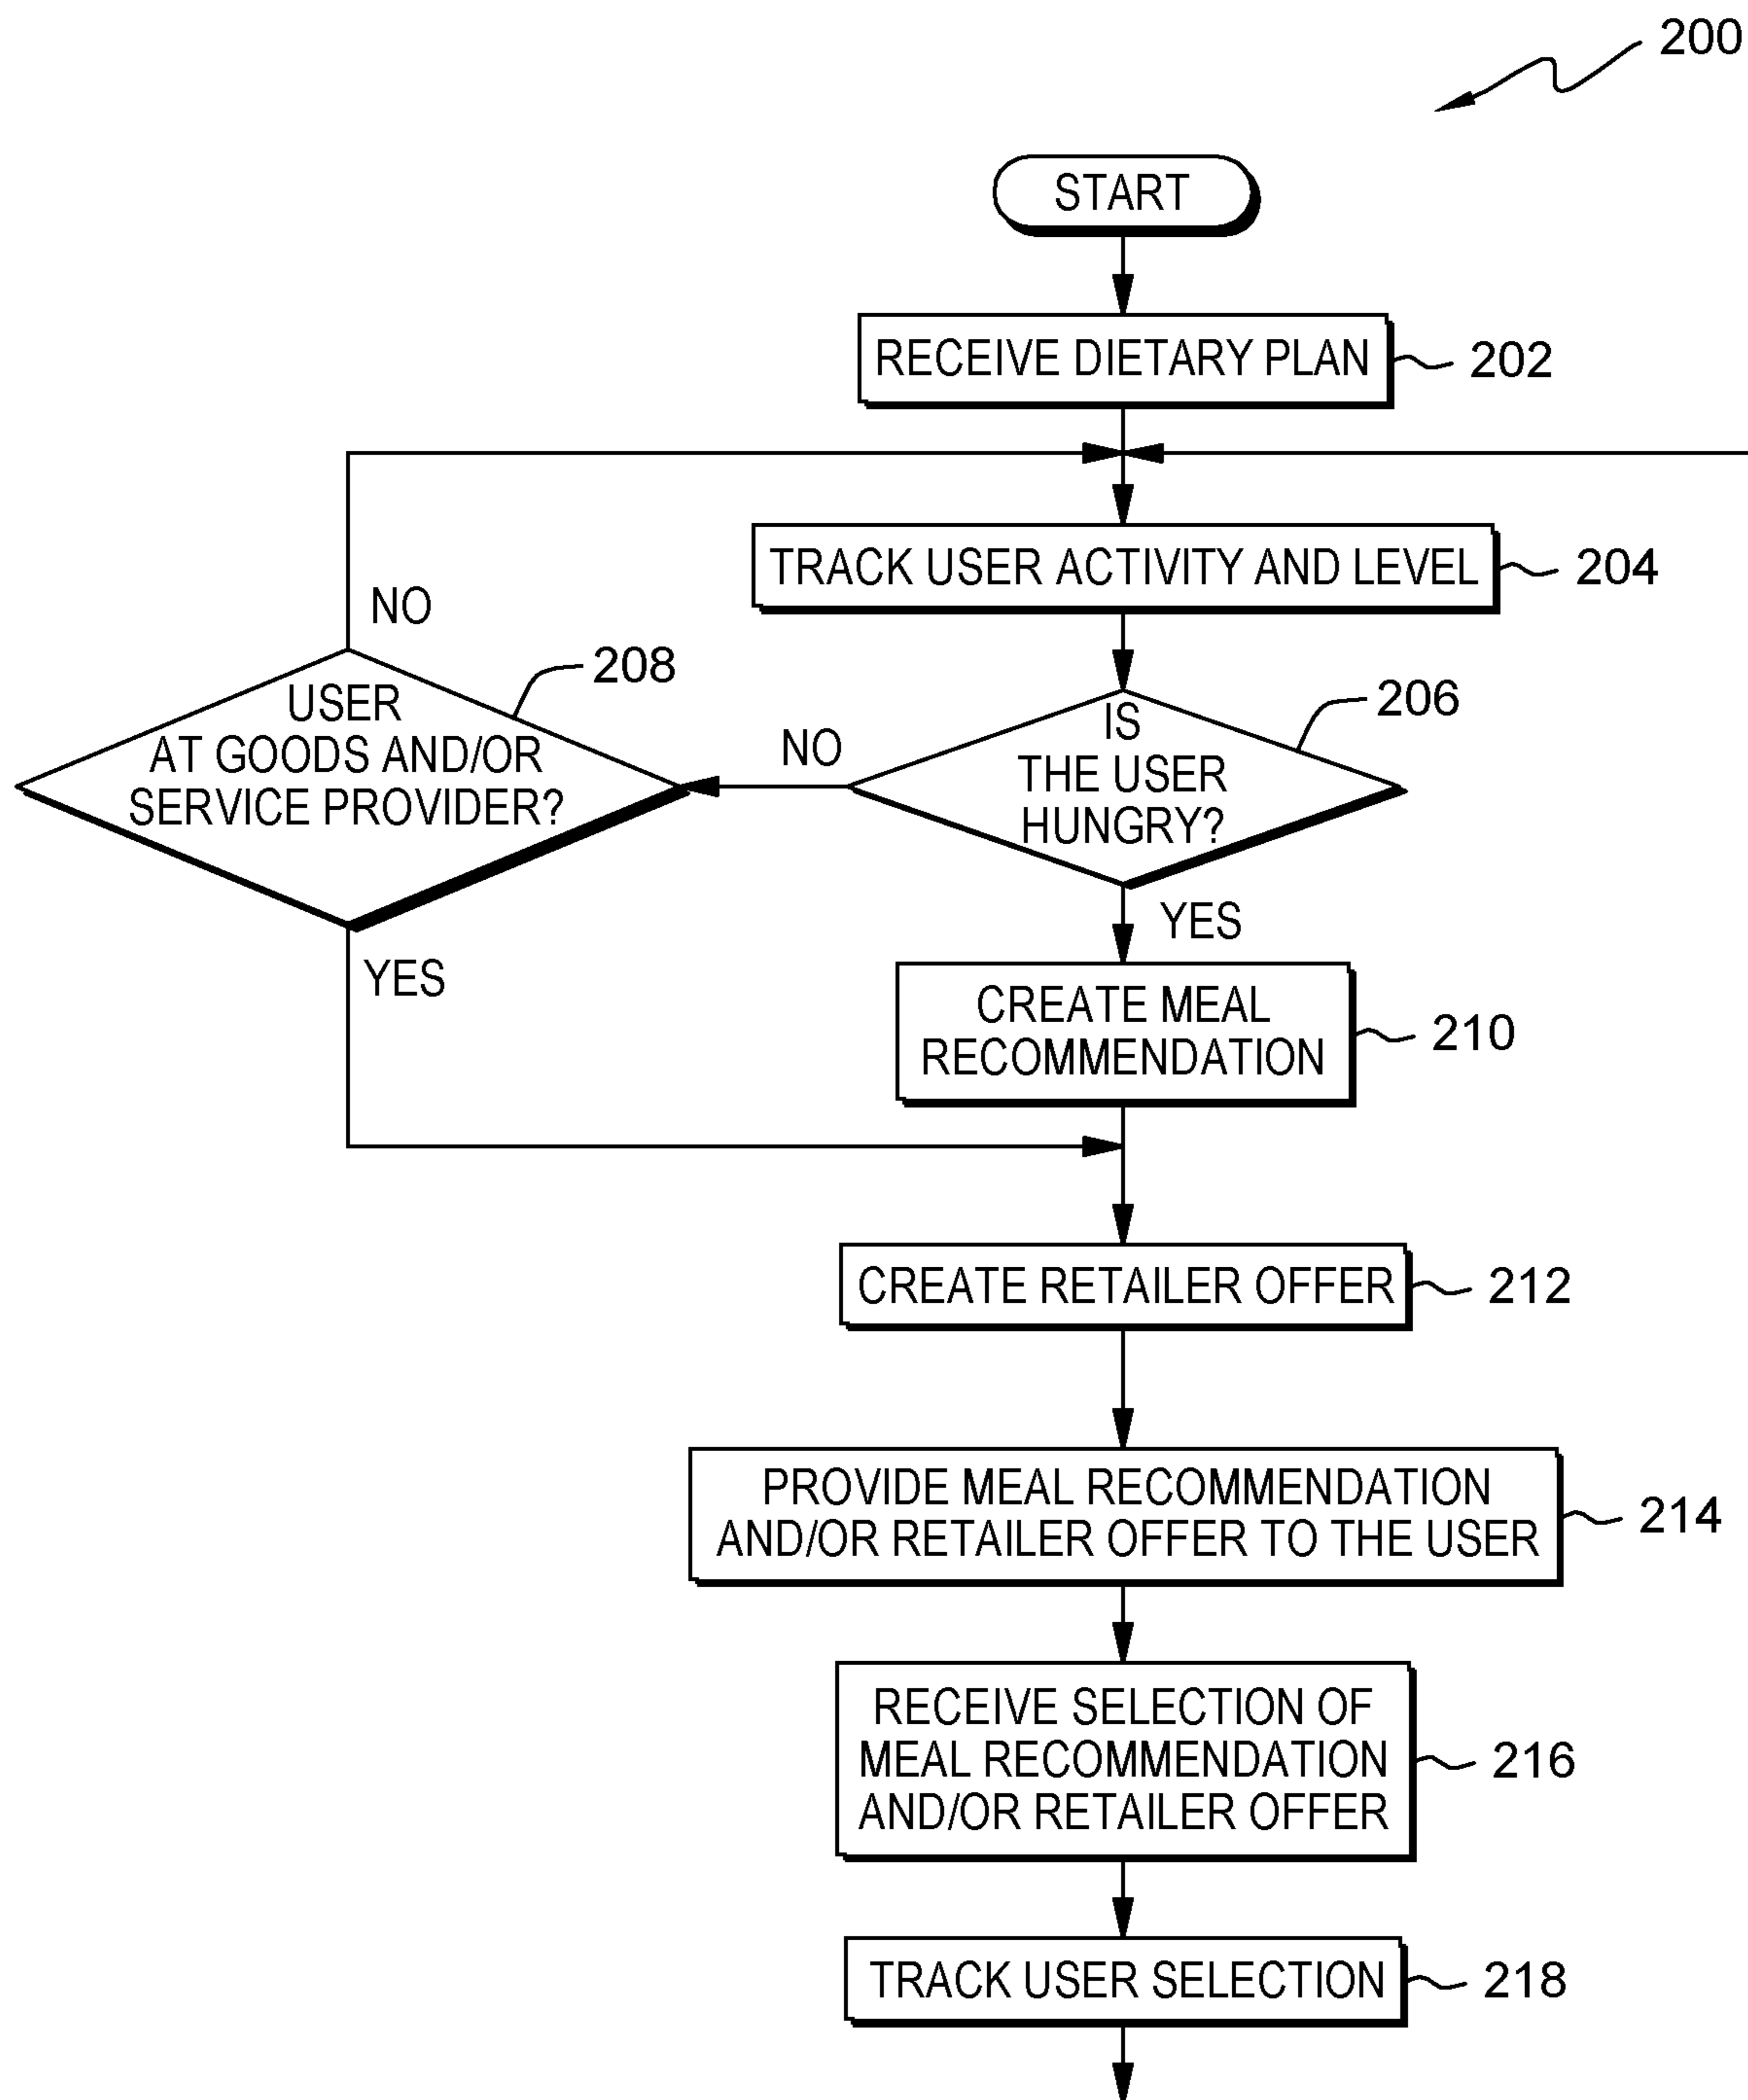 200
START
RECEIVE DIETARY PLAN
202
TRACK USER ACTIVITY AND LEVEL
204
NO
208
USER
AT GOODS AND/OR
SERVICE PROVIDER?
NO
206
IS
THE USER
HUNGRY?
YES
YES
CREATE MEAL
RECOMMENDATION
210
CREATE RETAILER OFFER
212
PROVIDE MEAL RECOMMENDATION
AND/OR RETAILER OFFER TO THE USER
214
RECEIVE SELECTION OF
MEAL RECOMMENDATION
AND/OR RETAILER OFFER
216
TRACK USER SELECTION
218